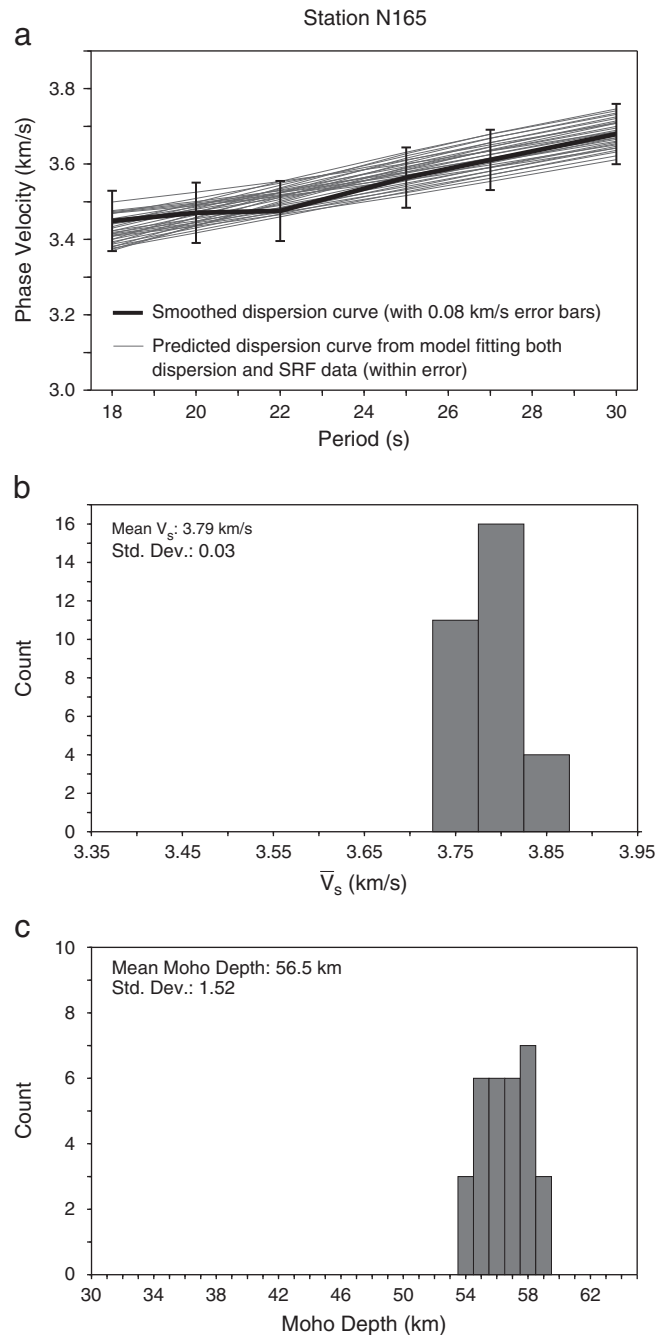 Station N165
a
3.8
3.6
3.4
3.2
3.0
Phase Velocity (km/s)
Smoothed dispersion curve (with 0.08 km/s error bars)
Predicted dispersion curve from model fitting both
dispersion and SRF data (within error)
18 20 22 24 26 28 30
Period (s)
b
16
14
12
10
8
6
4
2
0
Count
Mean Vs: 3.79 km/s
Std. Dev.: 0.03
3.35 3.45 3.55 3.65 3.75 3.85 3.95
V̅s (km/s)
c
10
8
6
4
2
0
Count
Mean Moho Depth: 56.5 km
Std. Dev.: 1.52
30 34 38 42 46 50 54 58 62
Moho Depth (km)